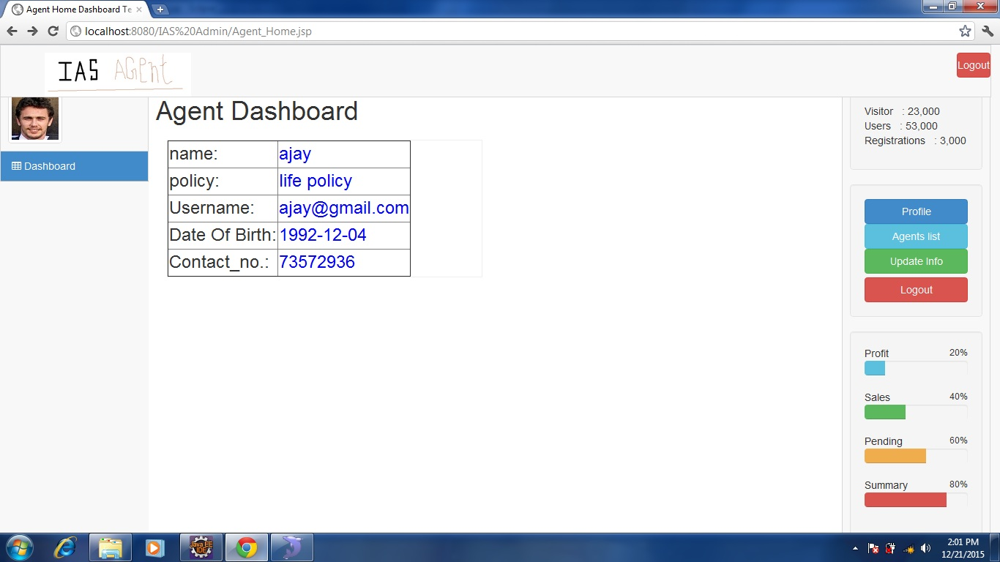 Agent Home Dashboard Te
localhost:8080/IAS%20Admin/Agent_Home.jsp
IAS AGent
Logout
Agent Dashboard
Dashboard
name: ajay
policy: life policy
Username: ajay@gmail.com
Date Of Birth: 1992-12-04
Contact_no.: 73572936
Visitor : 23,000
Users : 53,000
Registrations : 3,000
Profile
Agents list
Update Info
Logout
Profit 20%
Sales 40%
Pending 60%
Summary 80%
Java EE
IDE
2:01 PM
12/21/2015